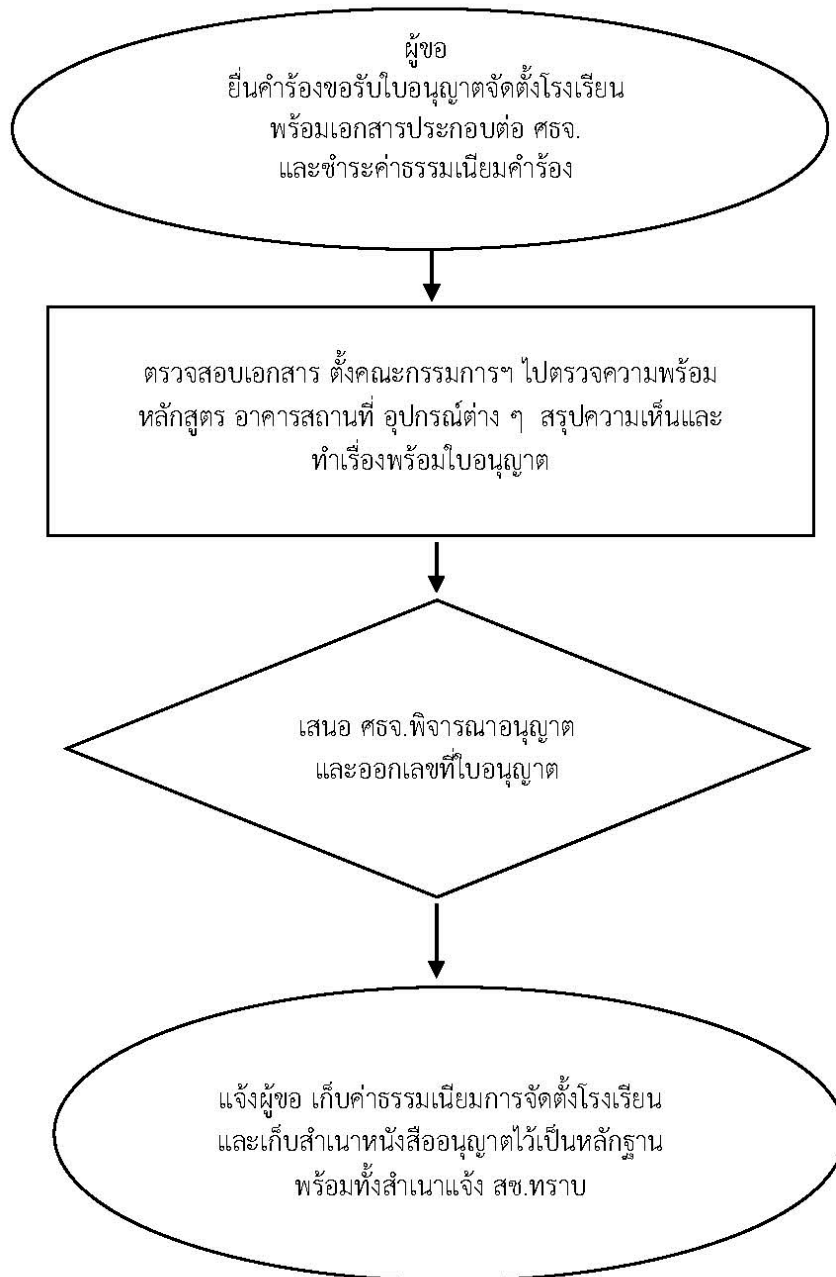 ผู้ขอ
ยื่นคำร้องขอรับใบอนุญาตจัดตั้งโรงเรียน
พร้อมเอกสารประกอบต่อ ศธจ.
และชำระค่าธรรมเนียมคำร้อง
ตรวจสอบเอกสาร ตั้งคณะกรรมการฯ ไปตรวจความพร้อม
หลักสูตร อาคารสถานที่ อุปกรณ์ต่าง ๆ สรุปความเห็นและ
ทำเรื่องพร้อมใบอนุญาต
เสนอ ศธจ.พิจารณาอนุญาต
และออกเลขที่ใบอนุญาต
แจ้งผู้ขอ เก็บค่าธรรมเนียมการจัดตั้งโรงเรียน
และเก็บสำเนาหนังสืออนุญาตไว้เป็นหลักฐาน
พร้อมทั้งสำเนาแจ้ง สช.ทราบ